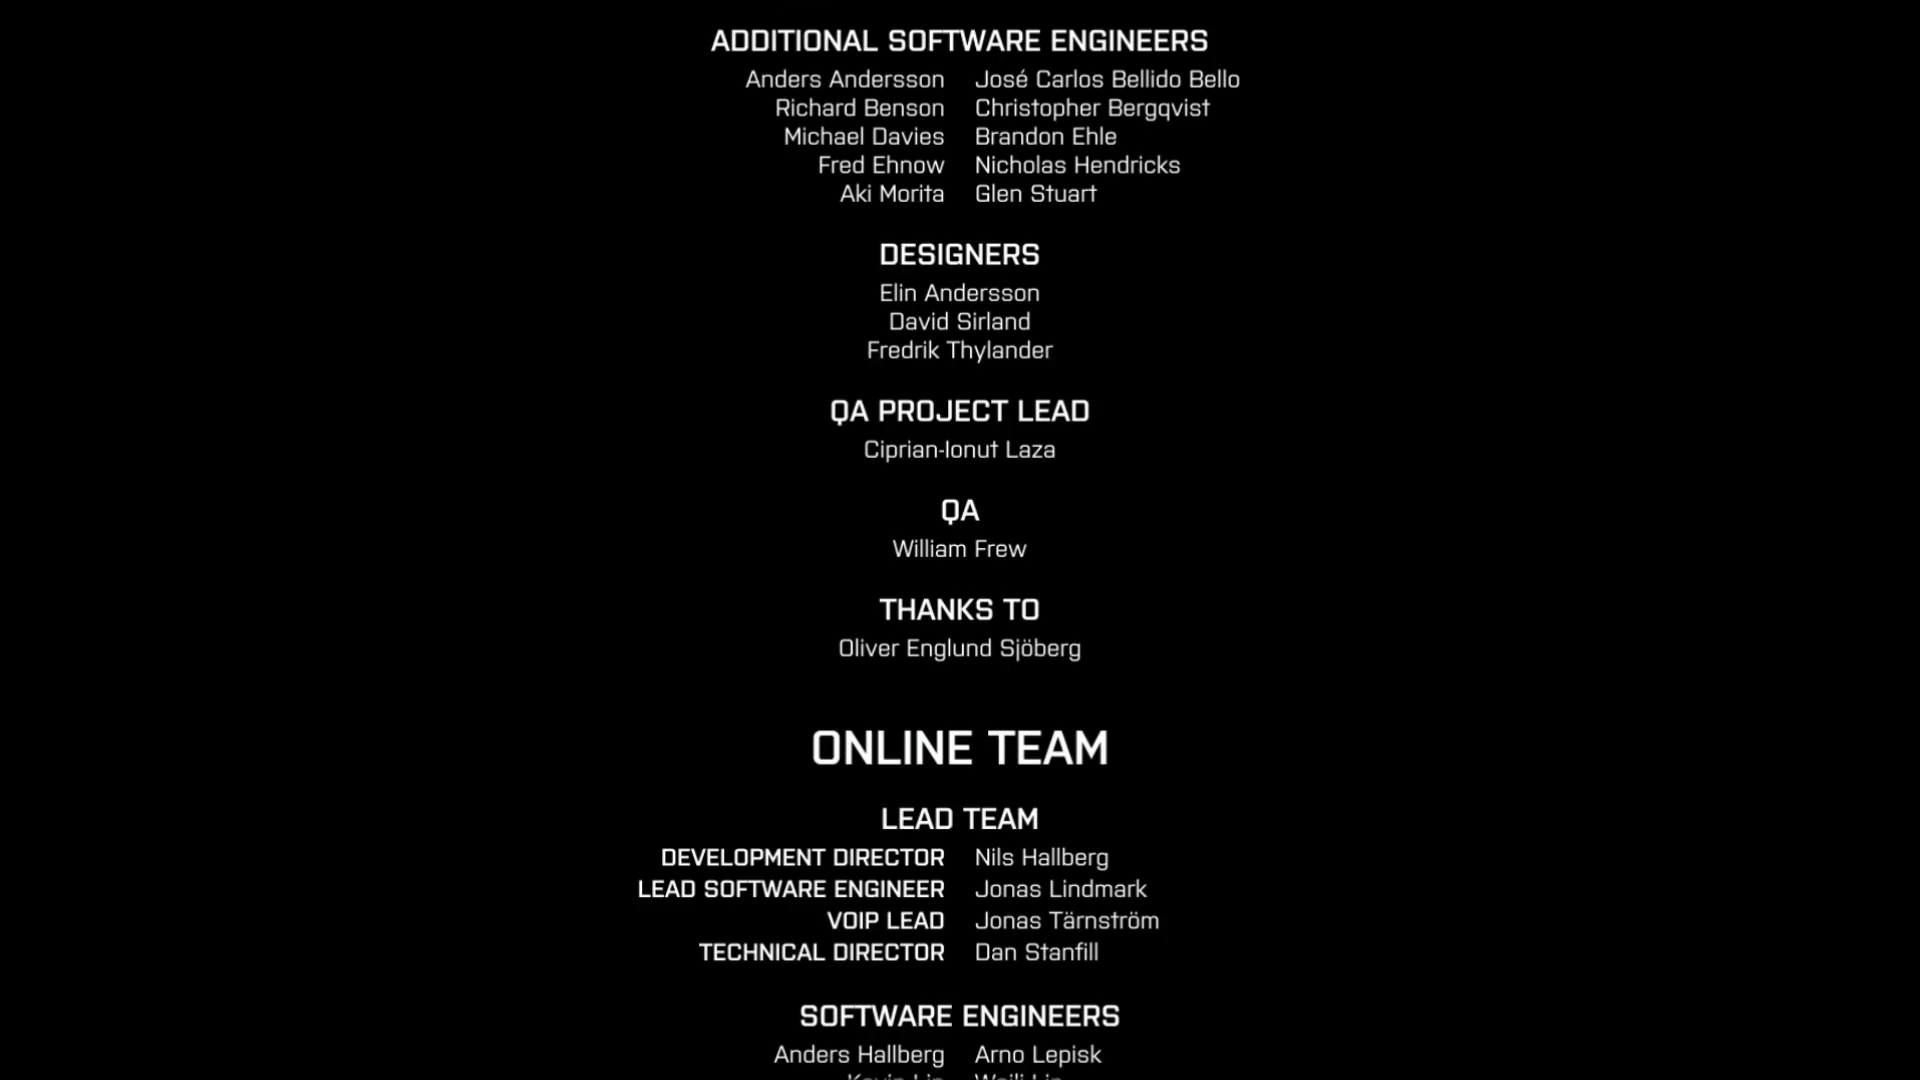 ADDITIONAL SOFTWARE ENGINEERS
Anders Andersson José Carlos Bellido Bello
Richard Benson Christopher Bergqvist
Michael Davies Brandon Ehle
Fred Ehnow Nicholas Hendricks
Aki Morita Glen Stuart
DESIGNERS
Elin Andersson
David Sirland
Fredrik Thylander
QA PROJECT LEAD
Ciprian-Ionut Laza
QA
William Frew
THANKS TO
Oliver Englund Sjöberg
ONLINE TEAM
LEAD TEAM
DEVELOPMENT DIRECTOR Nils Hallberg
LEAD SOFTWARE ENGINEER Jonas Lindmark
VOIP LEAD Jonas Tärnström
TECHNICAL DIRECTOR Dan Stanfill
SOFTWARE ENGINEERS
Anders Hallberg Arno Lepisk